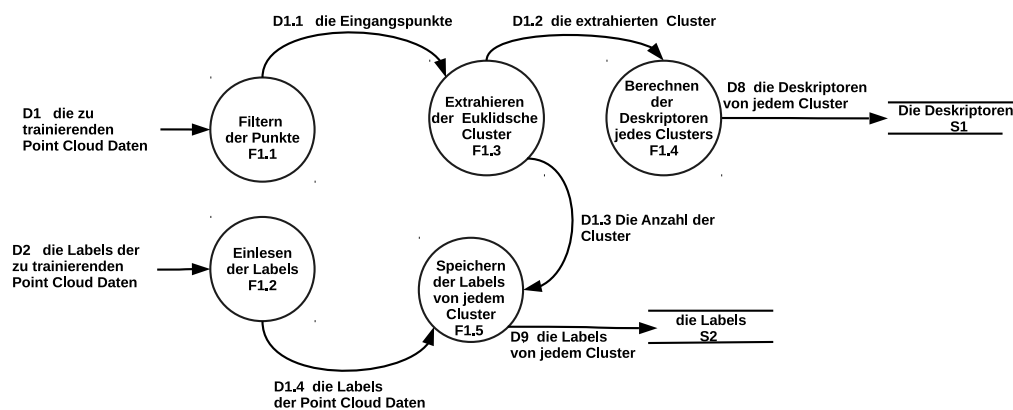 D1.1 die Eingangspunkte
D1.2 die extrahierten Cluster
D1 die zu
trainierenden
Point Cloud Daten
Filtern
der Punkte
F1.1
Extrahieren
der Euklidsche
Cluster
F1.3
Berechnen
der
Deskriptoren
jedes Clusters
F1.4
D8 die Deskriptoren
von jedem Cluster
Die Deskriptoren
S1
D1.3 Die Anzahl der
Cluster
D2 die Labels der
zu trainierenden
Point Cloud Daten
Einlesen
der Labels
F1.2
Speichern
der Labels
von jedem
Cluster
F1.5
D9 die Labels
von jedem Cluster
die Labels
S2
D1.4 die Labels
der Point Cloud Daten